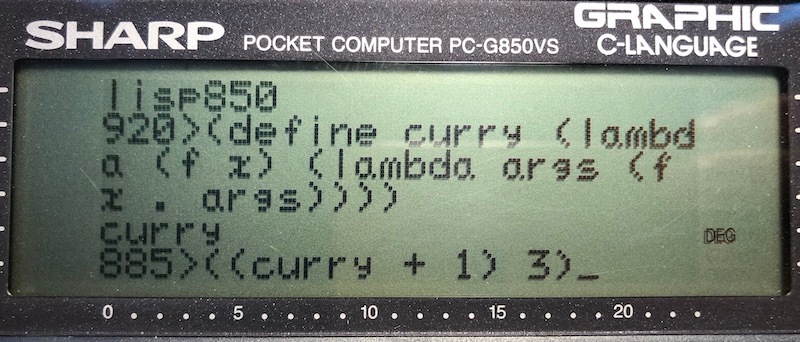 SHARP POCKET COMPUTER PC-G850VS GRAPHIC
C-LANGUAGE
lisp850
920>(define curry (lambd
a (f x) (lambda args (f
x . args))))
curry
DEG
885>((curry + 1) 3)_
0 . . . . 5 . . . . 10 . . . . 15 . . . . 20 . . .